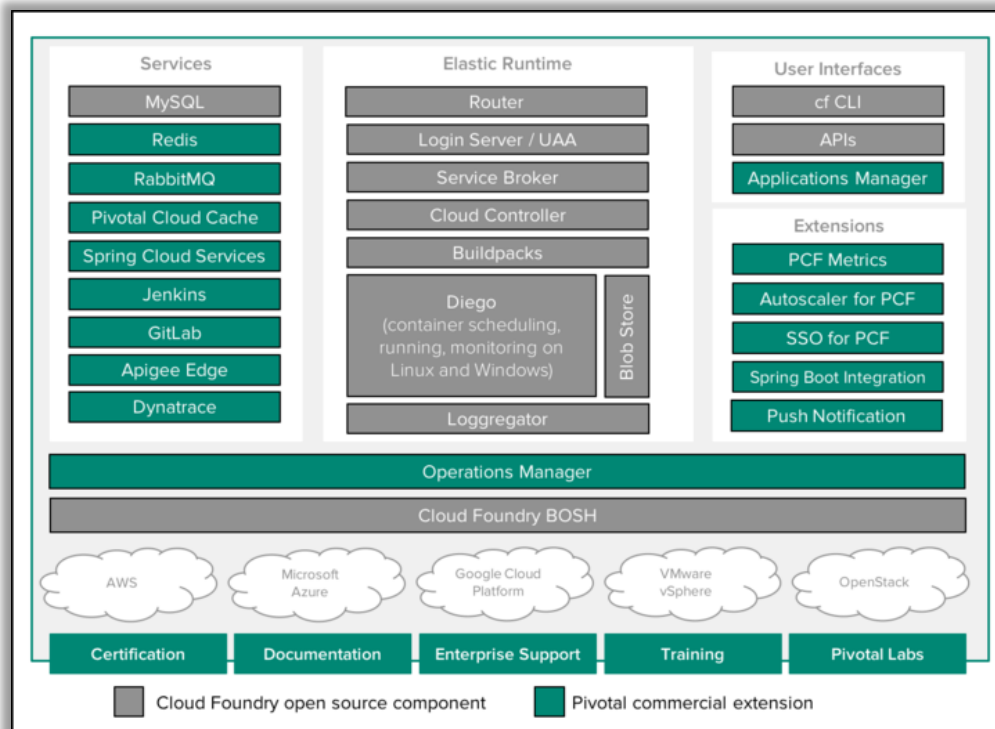 Services
MySQL
Redis
RabbitMQ
Pivotal Cloud Cache
Spring Cloud Services
Jenkins
GitLab
Apigee Edge
Dynatrace
Elastic Runtime
Router
Login Server / UAA
Service Broker
Cloud Controller
Buildpacks
Diego
(container scheduling,
running, monitoring on
Linux and Windows)
Blob Store
Loggregator
User Interfaces
cf CLI
APIs
Applications Manager
Extensions
PCF Metrics
Autoscaler for PCF
SSO for PCF
Spring Boot Integration
Push Notification
Operations Manager
Cloud Foundry BOSH
AWS
Microsoft
Azure
Google Cloud
Platform
VMware
vSphere
OpenStack
Certification
Documentation
Enterprise Support
Training
Pivotal Labs
Cloud Foundry open source component
Pivotal commercial extension